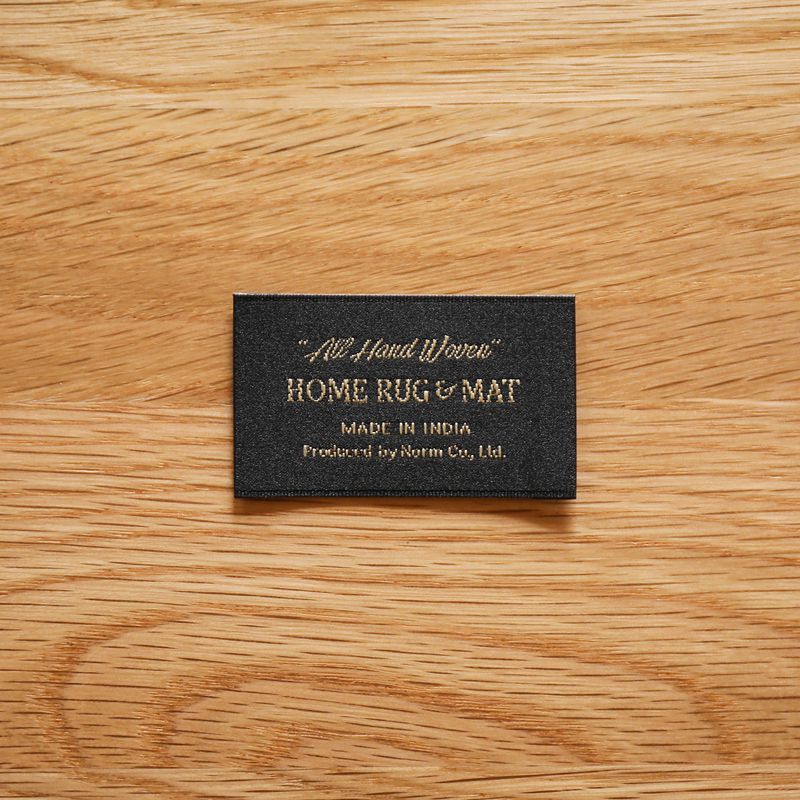 "All Hand Woven"
HOME RUG & MAT
MADE IN INDIA
Produced by Norm Co., Ltd.